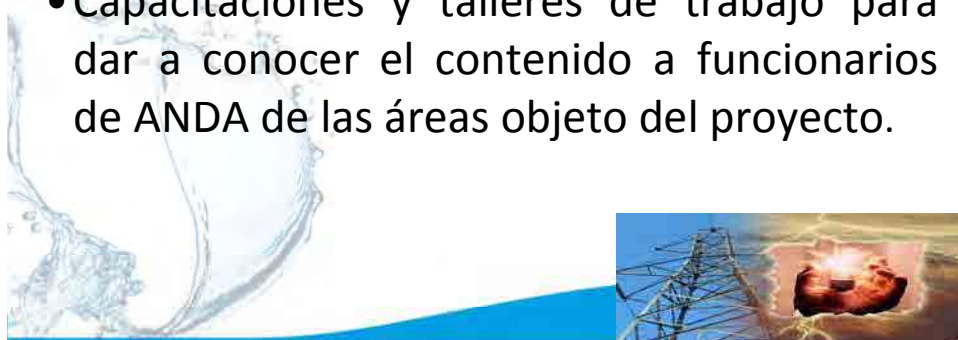 •Capacitaciones y talleres de trabajo para
dar a conocer el contenido a funcionarios
de ANDA de las áreas objeto del proyecto.